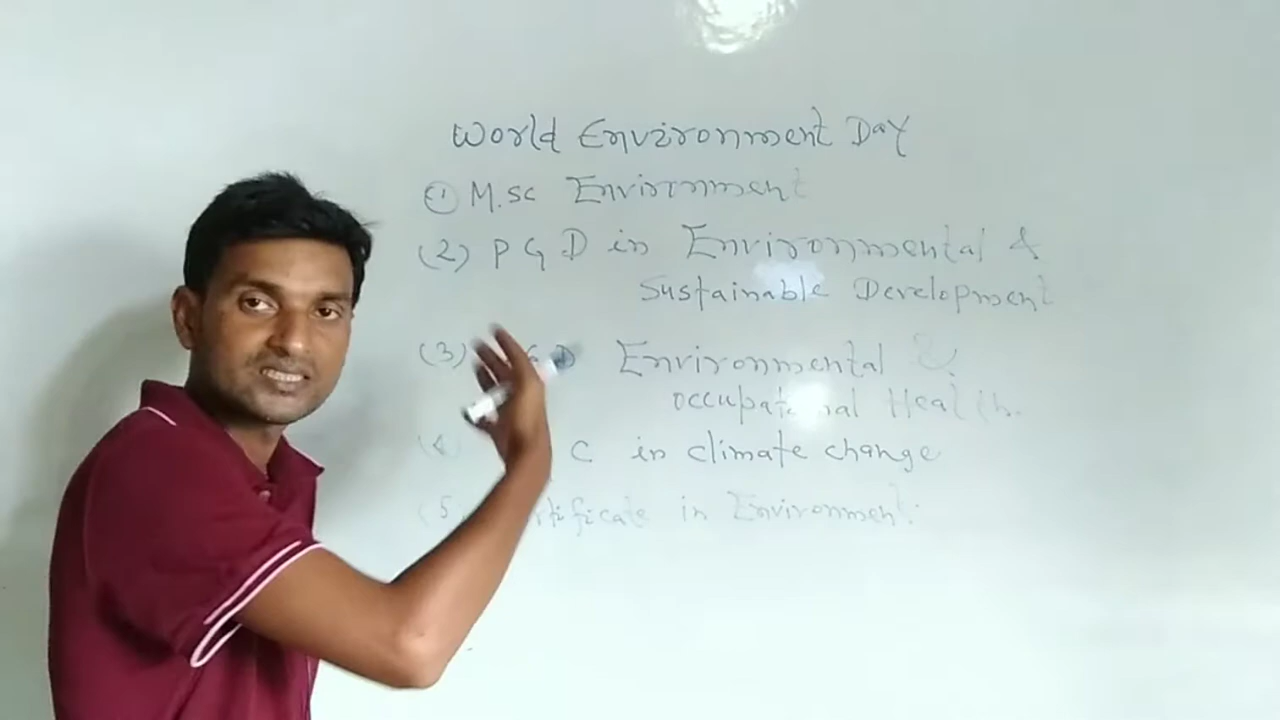 World Environment Day
(1) M.sc Environment
(2) P G D in Environmental &
Sustainable Development
(3) G D Environmental &
occupational Health.
(4 C in climate change
(5 in Environment.